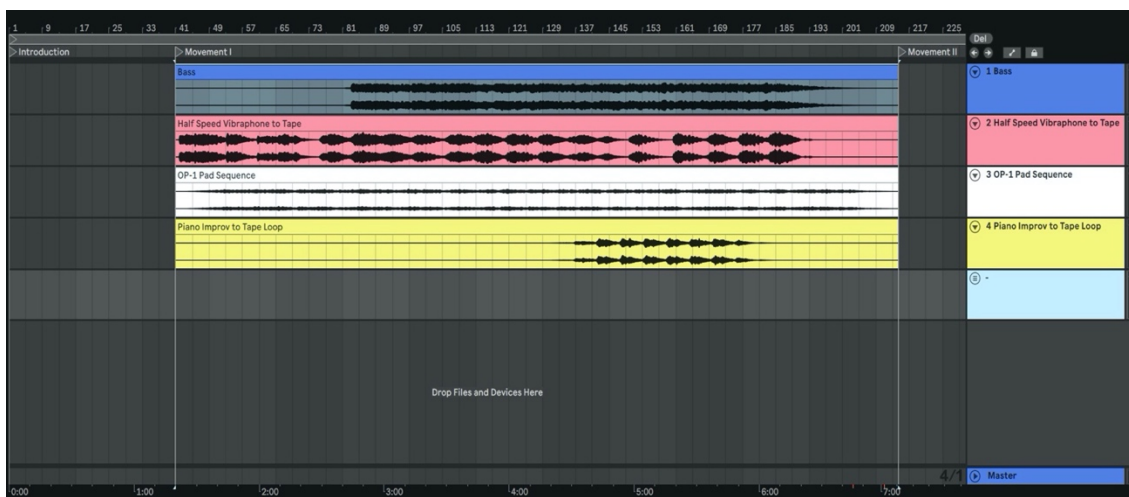 1 9 17 25 33 41 49 57 65 73 81 89 97 105 113 121 129 137 145 153 161 169 177 185 193 201 209 217 225
Del
Introduction Movement I Movement II
Bass 1 Bass
Half Speed Vibraphone to Tape 2 Half Speed Vibraphone to Tape
OP-1 Pad Sequence 3 OP-1 Pad Sequence
Piano Improv to Tape Loop 4 Piano Improv to Tape Loop
-
Drop Files and Devices Here
4/1 Master
0:00 1:00 2:00 3:00 4:00 5:00 6:00 7:00